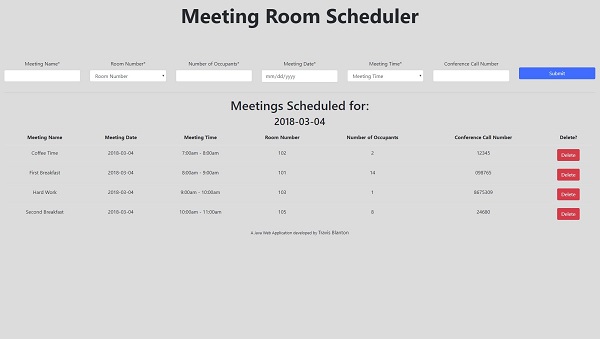 Meeting Room Scheduler
Meeting Name* Room Number* Number of Occupants* Meeting Date* Meeting Time* Conference Call Number
Room Number mm/dd/yyyy Meeting Time Submit
Meetings Scheduled for:
2018-03-04
Meeting Name Meeting Date Meeting Time Room Number Number of Occupants Conference Call Number Delete?
Coffee Time 2018-03-04 7:00am - 8:00am 102 2 12345 Delete
First Breakfast 2018-03-04 8:00am - 9:00am 101 14 098765 Delete
Hard Work 2018-03-04 9:00am - 10:00am 103 1 8675309 Delete
Second Breakfast 2018-03-04 10:00am - 11:00am 105 8 24680 Delete
A Java Web Application developed by Travis Blanton